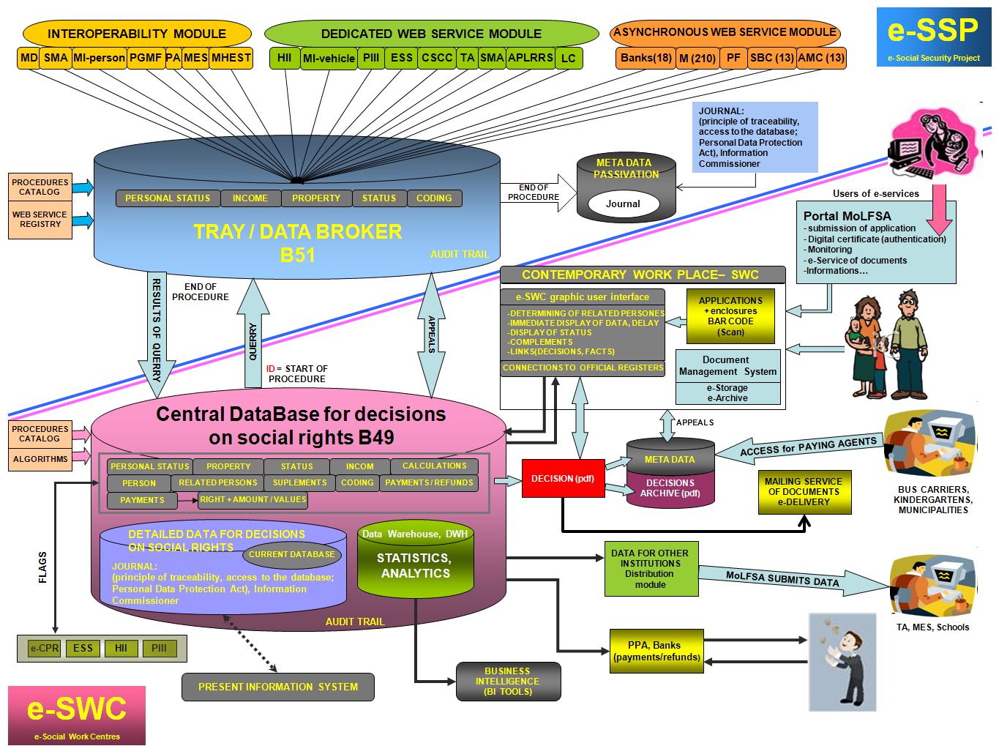 INTEROPERABILITY MODULE
DEDICATED WEB SERVICE MODULE
ASYNCHRONOUS WEB SERVICE MODULE
MD SMA MI-person PGMF PA MES MHEST
HII MI-vehicle PIII ESS CSCC TA SMA APLRRS LC
Banks(18) M (210) PF SBC (13) AMC (13)
e-SSP
e-Social Security Project
JOURNAL:
(principle of traceability,
access to the database;
Personal Data Protection
Act), Information
Commissioner
META DATA
PASSIVATION
Journal
END OF
PROCEDURE
PROCEDURES
CATALOG
WEB SERVICE
REGISTRY
PERSONAL STATUS INCOME PROPERTY STATUS CODING
TRAY / DATA BROKER
B51
AUDIT TRAIL
Users of e-services
Portal MoLFSA
- submission of application
- Digital certificate (authentication)
- Monitoring
- e-Service of documents
-Informations...
RESULTS OF QUERRY
END OF
PROCEDURE
QUERRY
ID = START OF
PROCEDURE
APPEALS
CONTEMPORARY WORK PLACE– SWC
e-SWC graphic user interface
-DETERMINING OF RELATED PERSONES
-IMMEDIATE DISPLAY OF DATA, DELAY
-DISPLAY OF STATUS
-COMPLEMENTS
-LINKS(DECISIONS, FACTS)
CONNECTIONS TO OFFICIAL REGISTERS
APPLICATIONS
+ enclosures
BAR CODE
(Scan)
Document
Management System
e-Storage
e-Archive
APPEALS
Central DataBase for decisions
on social rights B49
PROCEDURES
CATALOG
ALGORITHMS
PERSONAL STATUS PROPERTY STATUS INCOM CALCULATIONS
PERSON RELATED PERSONS SUPLEMENTS CODING PAYMENTS / REFUNDS
PAYMENTS RIGHT + AMOUNT / VALUES
DECISION (pdf)
META DATA
DECISIONS
ARCHIVE (pdf)
ACCESS for PAYING AGENTS
BUS CARRIERS,
KINDERGARTENS,
MUNICIPALITIES
MAILING SERVICE
OF DOCUMENTS
e-DELIVERY
DETAILED DATA FOR DECISIONS
ON SOCIAL RIGHTS
CURRENT DATABASE
JOURNAL:
(principle of traceability, access to the database;
Personal Data Protection Act), Information
Commissioner
Data Warehouse, DWH
STATISTICS,
ANALYTICS
AUDIT TRAIL
FLAGS
DATA FOR OTHER
INSTITUTIONS
Distribution
module
MoLFSA SUBMITS DATA
TA, MES, Schools
e-CPR ESS HII PIII
PPA, Banks
(payments/refunds)
PRESENT INFORMATION SYSTEM
BUSINESS
INTELLIGENCE
(BI TOOLS)
e-SWC
e-Social Work Centres